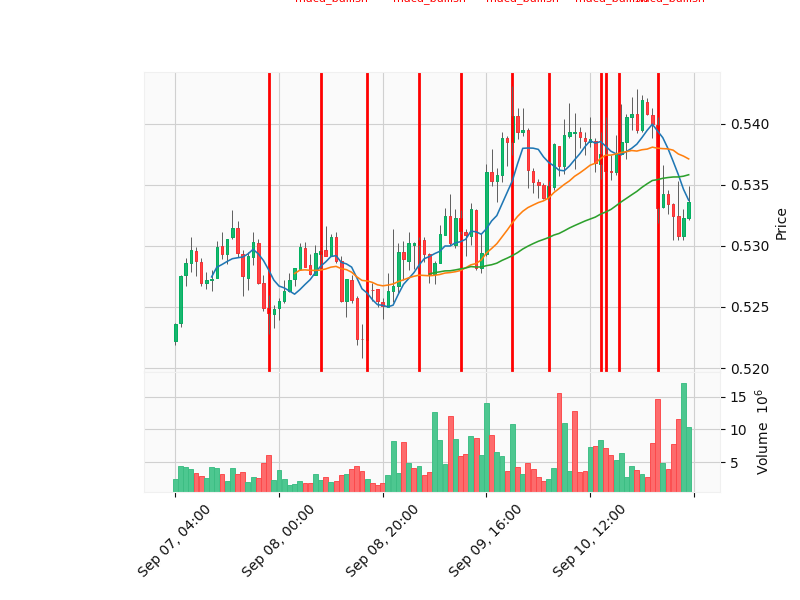 macd_bullish macd_bullish macd_bullish macd_bullish macd_bullish
0.540
0.535
0.530
0.525
0.520
Price
15
10
5
Volume 10⁶
Sep 07, 04:00
Sep 08, 00:00
Sep 08, 20:00
Sep 09, 16:00
Sep 10, 12:00